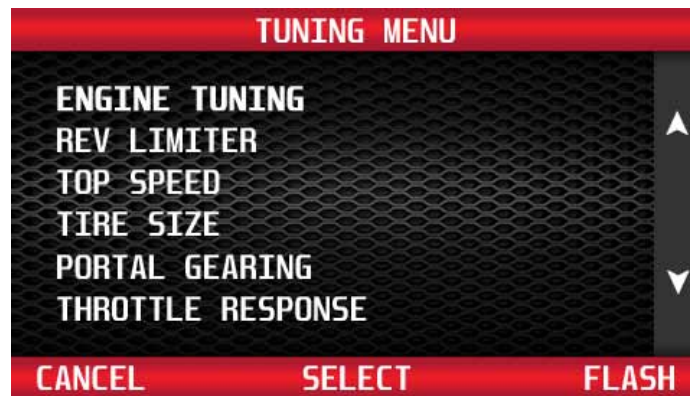 TUNING MENU
ENGINE TUNING
REV LIMITER
TOP SPEED
TIRE SIZE
PORTAL GEARING
THROTTLE RESPONSE
CANCEL SELECT FLASH